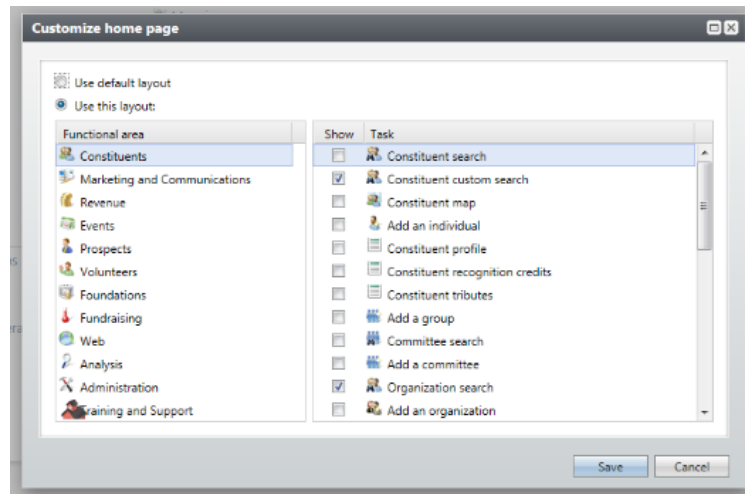 Customize home page
Use default layout
Use this layout:
Functional area
Show Task
Constituents
Constituent search
Marketing and Communications
Constituent custom search
Revenue
Constituent map
Events
Add an individual
Prospects
Constituent profile
Volunteers
Constituent recognition credits
Foundations
Constituent tributes
Fundraising
Add a group
Web
Committee search
Analysis
Add a committee
Administration
Organization search
raining and Support
Add an organization
Save Cancel